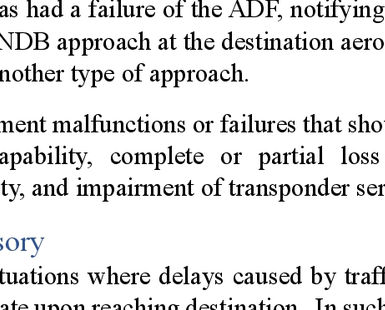 as had a failure of the ADF, notifying
NDB approach at the destination aero
nother type of approach.
ment malfunctions or failures that sho
apability, complete or partial loss
ty, and impairment of transponder ser
sory
tuations where delays caused by traff
ate upon reaching destination. In such